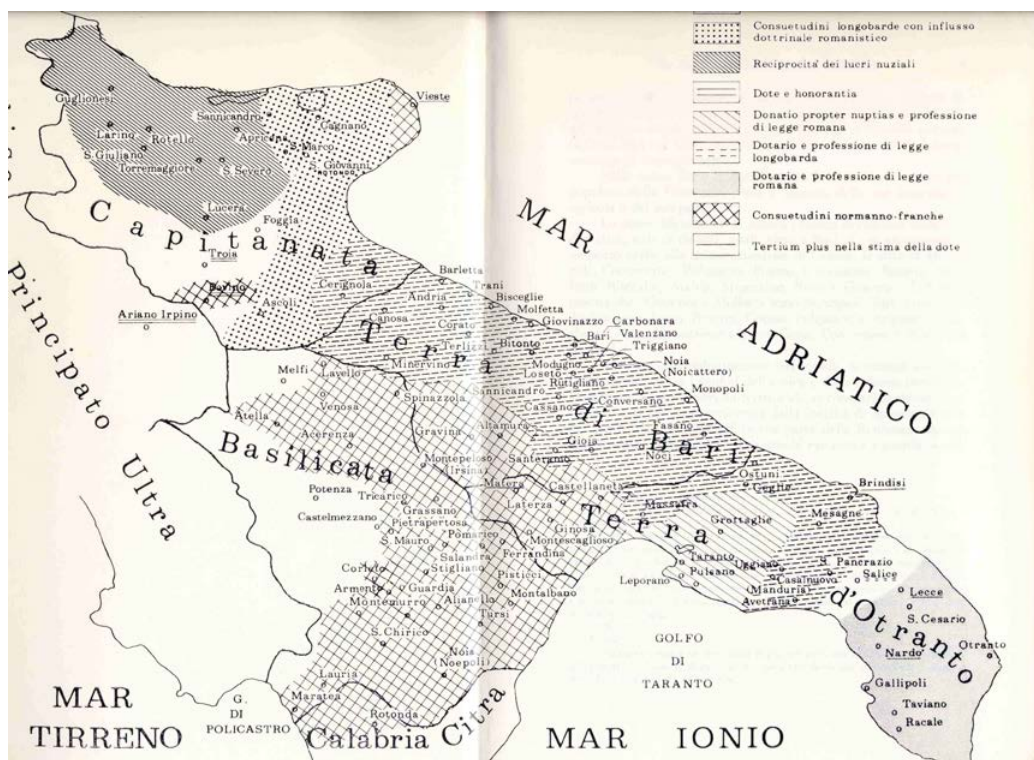 Consuetudini longobarde con influsso
dottrinale romanistico
Reciprocità dei lucri nuziali
Dote e honorantia
Donatio propter nuptias e professione
di legge romana
Dotario e professione di legge
longobarda
Dotario e professione di legge
romana
Consuetudini normanno-franche
Tertium plus nella stima della dote
Guglionesi
Larino
Rotello
S. Giuliano
Torremaggiore
S. Severo
Sannicandro
Apricena
Cagnano
Vieste
S. Marco
S. Giovanni
ROTONDO
Lucera
Foggia
Capitanata
Troia
Bovino
Ascoli
Cerignola
Ariano Irpino
MAR
ADRIATICO
Principato
Ultra
Barletta
Trani
Bisceglie
Molfetta
Giovinazzo
Carbonara
Bari
Valenzano
Triggiano
Andria
Canosa
Corato
Terlizzi
Bitonto
Modugno
Loseto
Noia
(Noicattero)
Rutigliano
Minervino
Terra
di Bari
Sannicandro
Conversano
Monopoli
Cassano
Fasano
Melfi
Lavello
Venosa
Spinazzola
Atella
Acerenza
Gravina
Altamura
Gioia
Noci
Santeramo
Basilicata
Montepeloso
(Irsina)
Matera
Castellaneta
Ostuni
Ceglie
Brindisi
Potenza
Tricarico
Grassano
Laterza
Massafra
Mesagne
Castelmezzano
Pietrapertosa
Ginosa
Grottaglie
S. Mauro
Pomarico
Montescaglioso
Terra
d'Otranto
Salandra
Ferrandina
Taranto
Uggiano
S. Pancrazio
Corleto
Stigliano
Pisticci
Leporano
Pulsano
Casalnuovo
(Manduria)
Salice
Armento
Guardia
Alianello
Montalbano
Avetrana
Lecce
Montemurro
Tursi
S. Cesario
S. Chirico
Noia
(Noepoli)
GOLFO
DI
TARANTO
Nardò
Otranto
Lauria
Gallipoli
Maratea
Taviano
Rotonda
Racale
MAR
TIRRENO
G.
DI
POLICASTRO
Calabria Citra
MAR IONIO